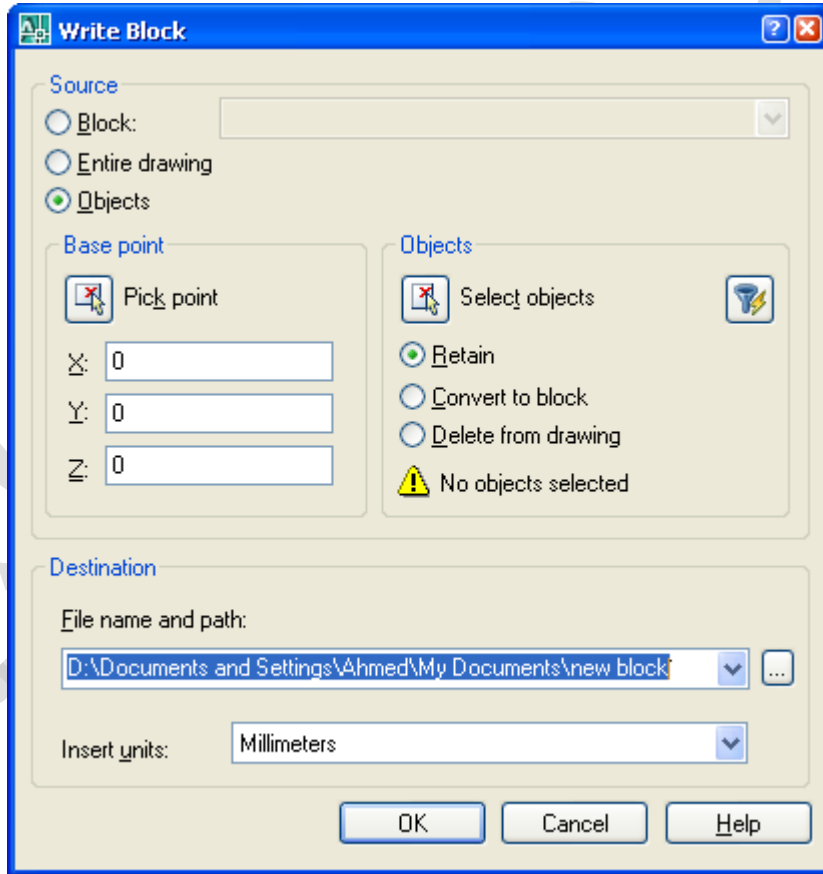 Write Block
Source
Block:
Entire drawing
Objects
Base point
Pick point
X: 0
Y: 0
Z: 0
Objects
Select objects
Retain
Convert to block
Delete from drawing
No objects selected
Destination
File name and path:
D:\Documents and Settings\Ahmed\My Documents\new block
...
Insert units: Millimeters
OK Cancel Help